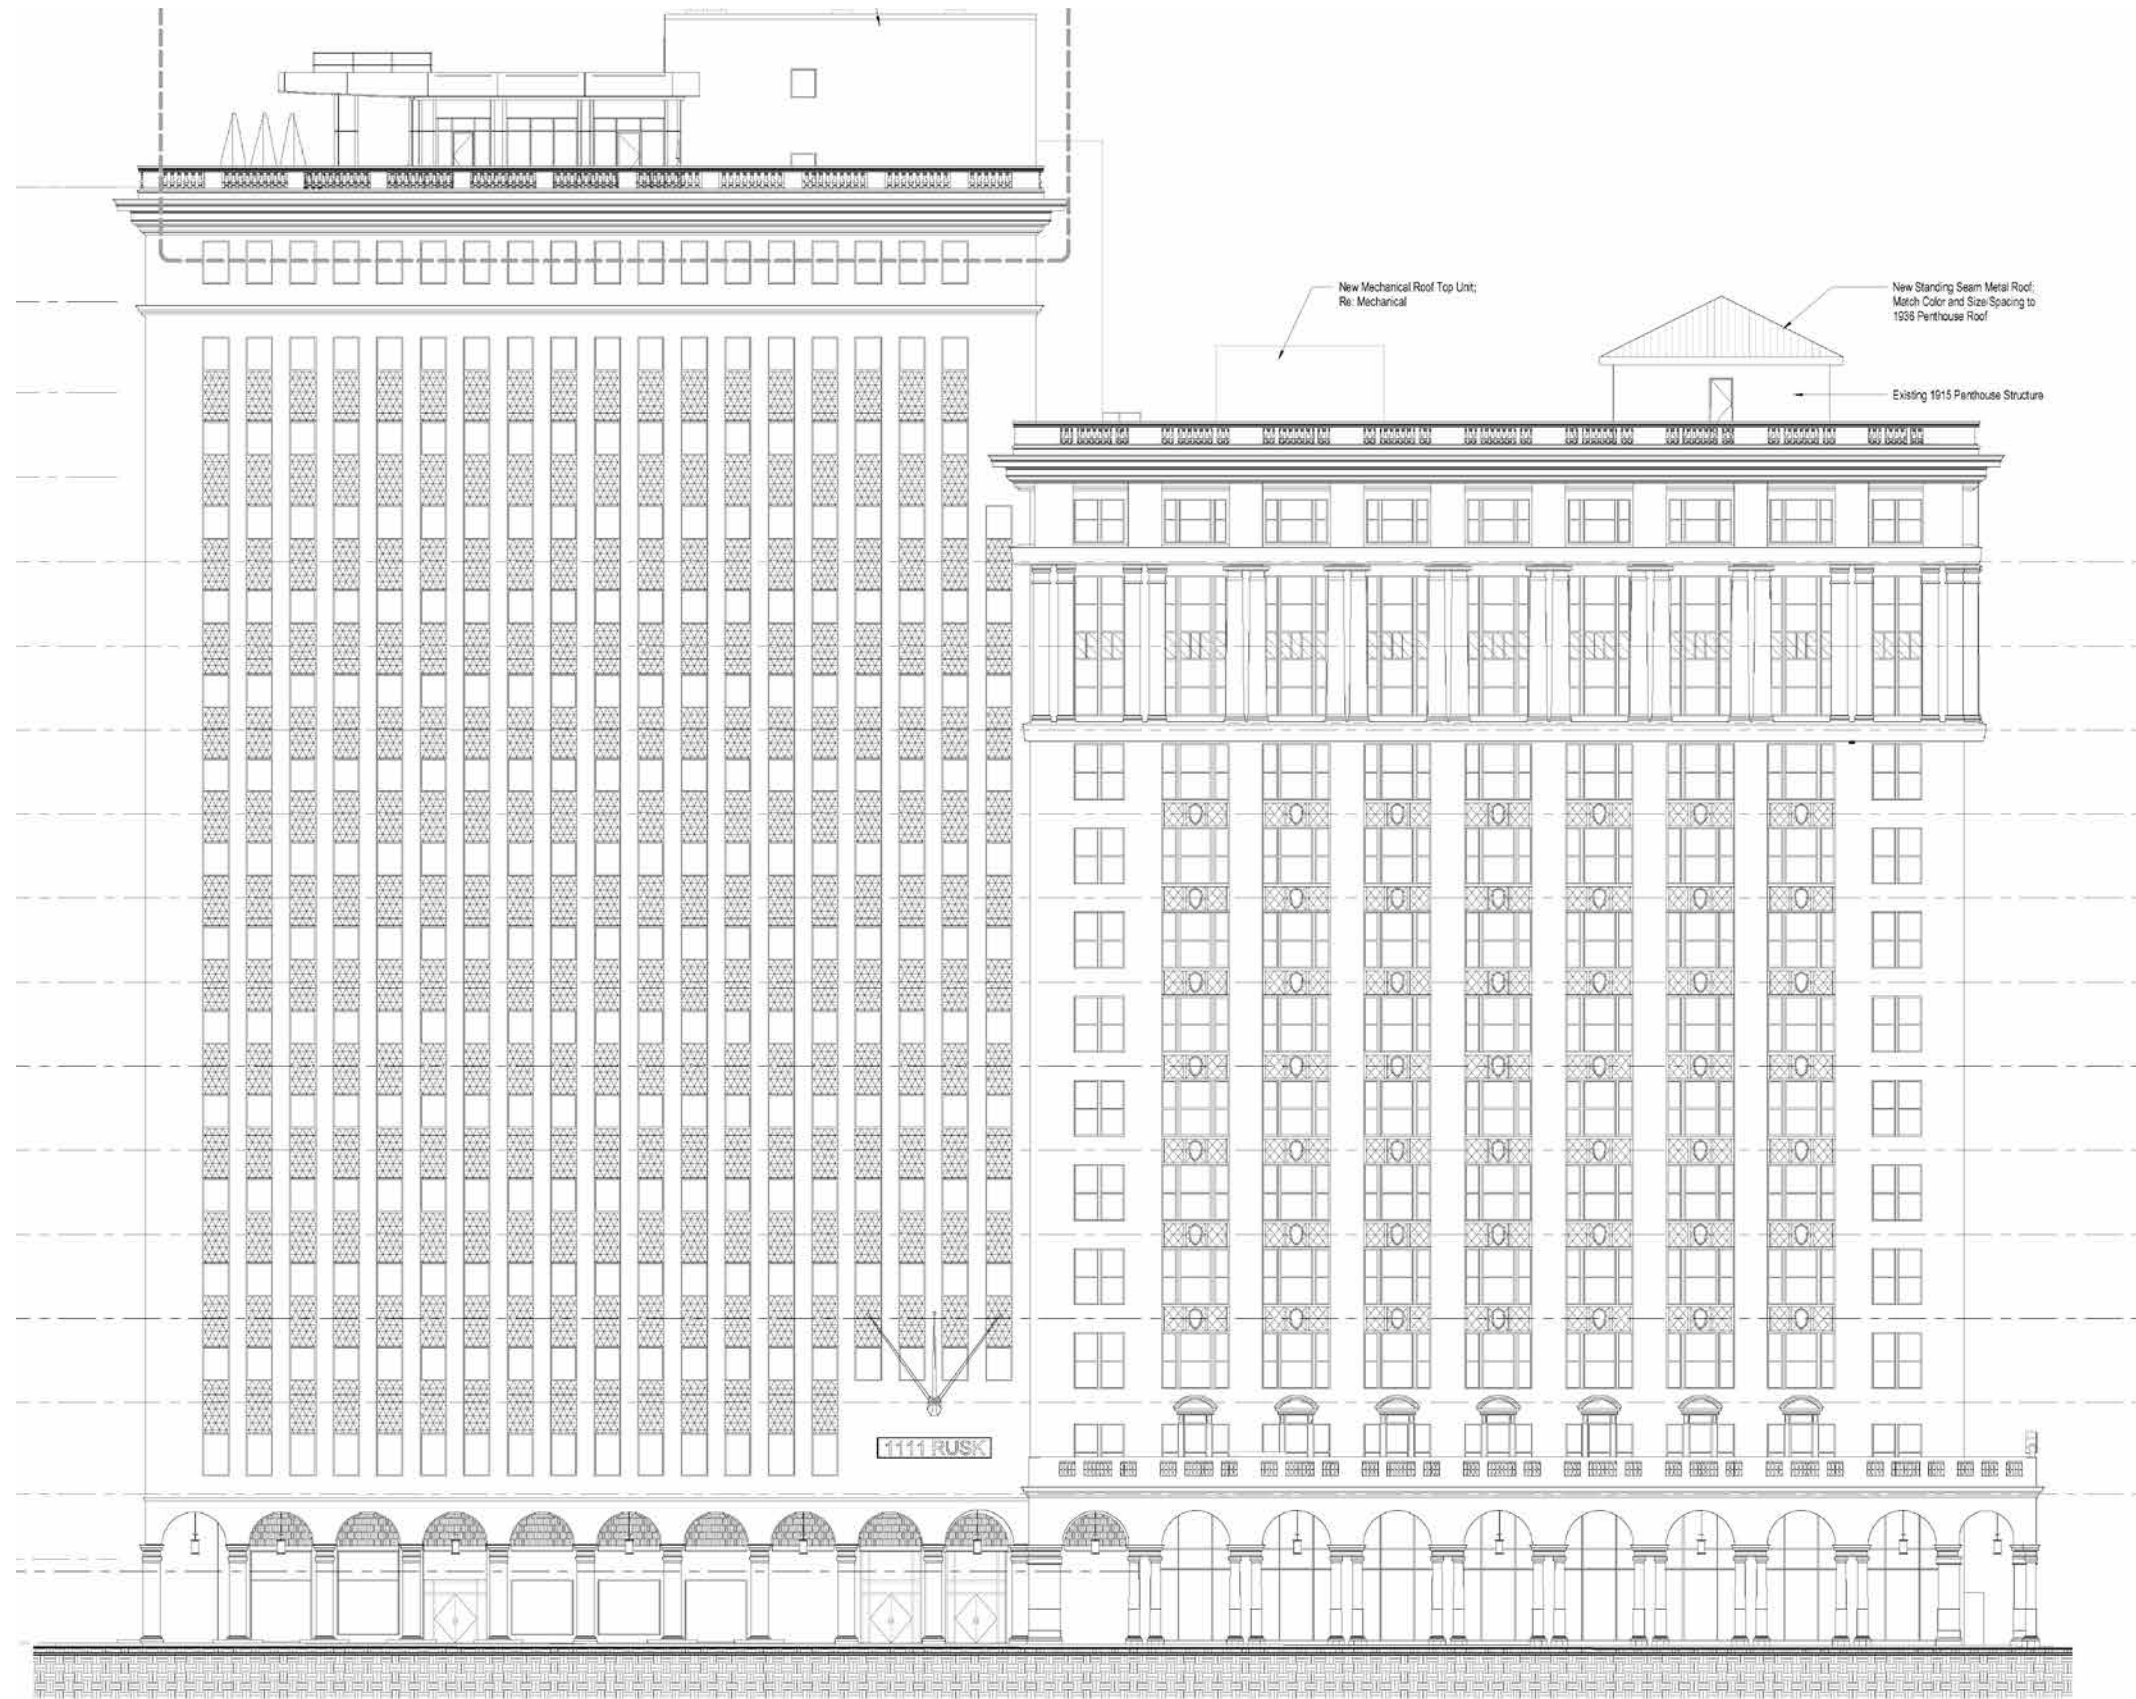 New Mechanical Roof Top Unit;
Re: Mechanical
New Standing Seam Metal Roof;
Match Color and Size/Spacing to
1936 Penthouse Roof
Existing 1915 Penthouse Structure
1111 RUSK